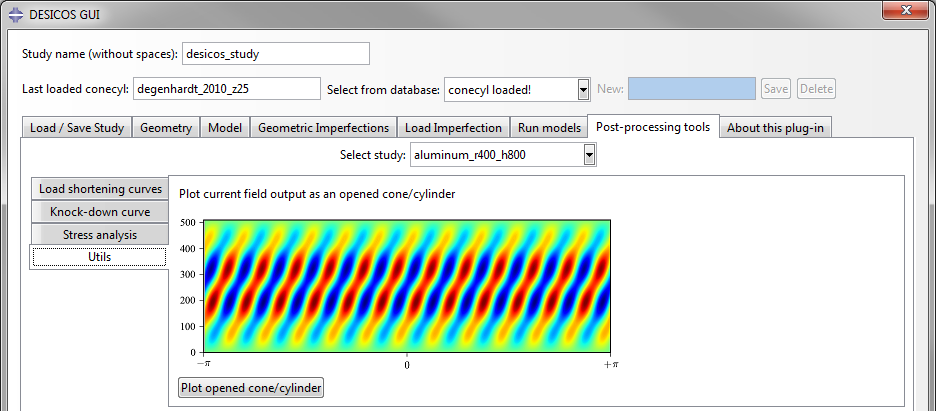 DESICOS GUI
Study name (without spaces): desicos_study
Last loaded conecyl: degenhardt_2010_z25 Select from database: conecyl loaded! New: Save Delete
Load / Save Study Geometry Model Geometric Imperfections Load Imperfection Run models Post-processing tools About this plug-in
Select study: aluminum_r400_h800
Load shortening curves
Knock-down curve
Stress analysis
Utils
Plot current field output as an opened cone/cylinder
500
400
300
200
100
0
−π 0 +π
Plot opened cone/cylinder